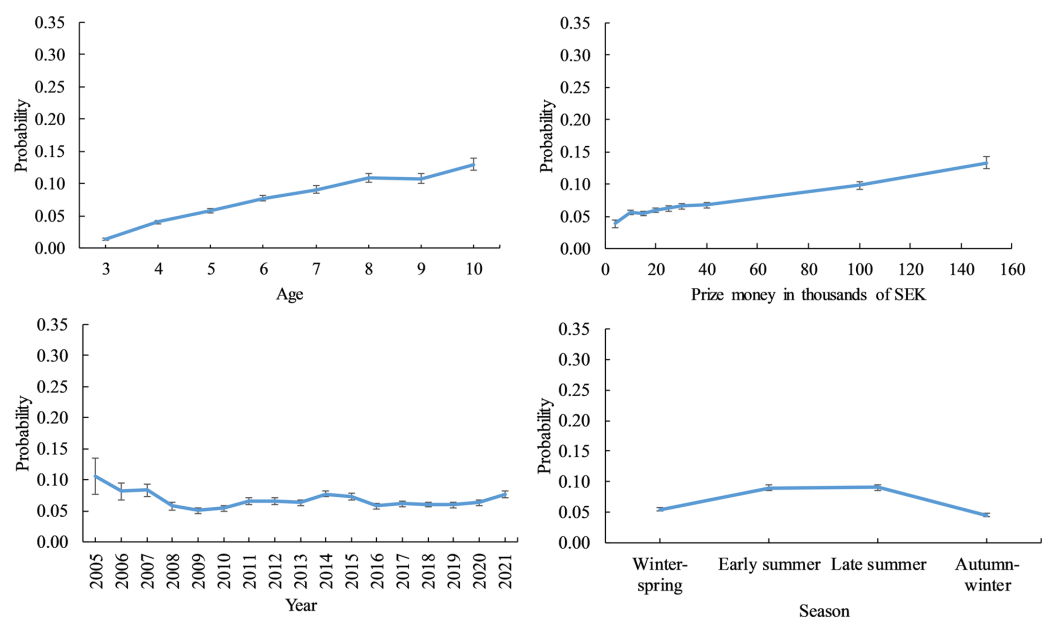 0.35
0.30
0.25
0.20
0.15
0.10
0.05
0.00
Probability
3 4 5 6 7 8 9 10
Age
0.35
0.30
0.25
0.20
0.15
0.10
0.05
0.00
Probability
0 20 40 60 80 100 120 140 160
Prize money in thousands of SEK
0.35
0.30
0.25
0.20
0.15
0.10
0.05
0.00
Probability
2005 2006 2007 2008 2009 2010 2011 2012 2013 2014 2015 2016 2017 2018 2019 2020 2021
Year
0.35
0.30
0.25
0.20
0.15
0.10
0.05
0.00
Probability
Winter- Early summer Late summer Autumn-
spring winter
Season